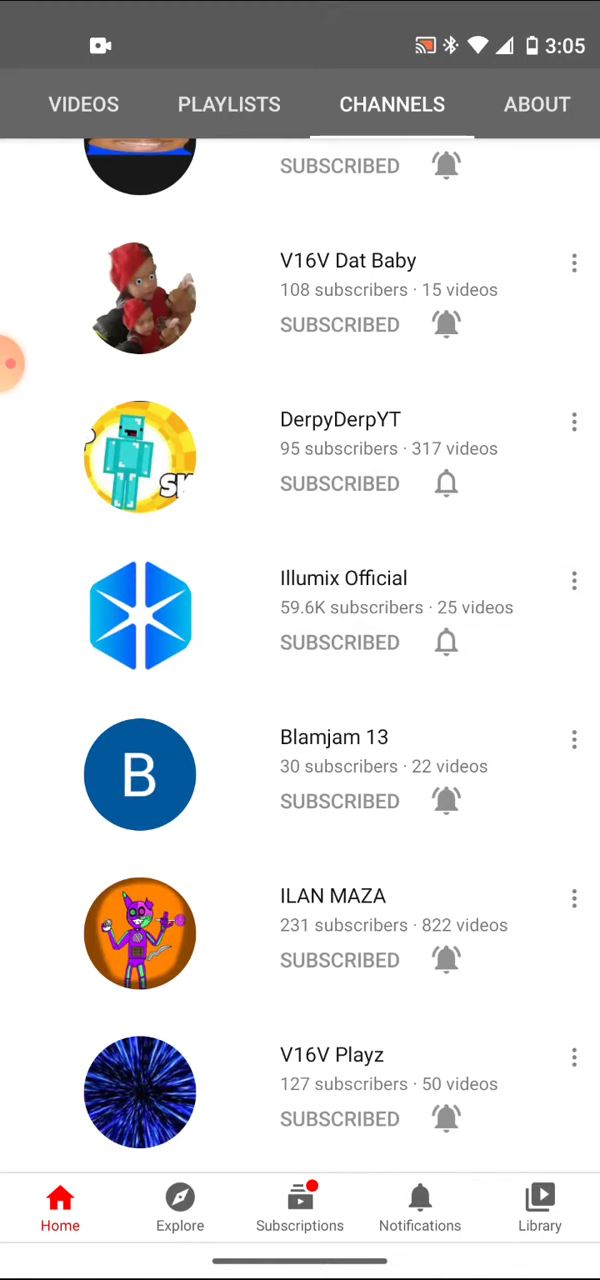 3:05
VIDEOS PLAYLISTS CHANNELS ABOUT
SUBSCRIBED
V16V Dat Baby
108 subscribers · 15 videos
SUBSCRIBED
DerpyDerpYT
95 subscribers · 317 videos
SUBSCRIBED
Illumix Official
59.6K subscribers · 25 videos
SUBSCRIBED
B
Blamjam 13
30 subscribers · 22 videos
SUBSCRIBED
ILAN MAZA
231 subscribers · 822 videos
SUBSCRIBED
V16V Playz
127 subscribers · 50 videos
SUBSCRIBED
Home Explore Subscriptions Notifications Library